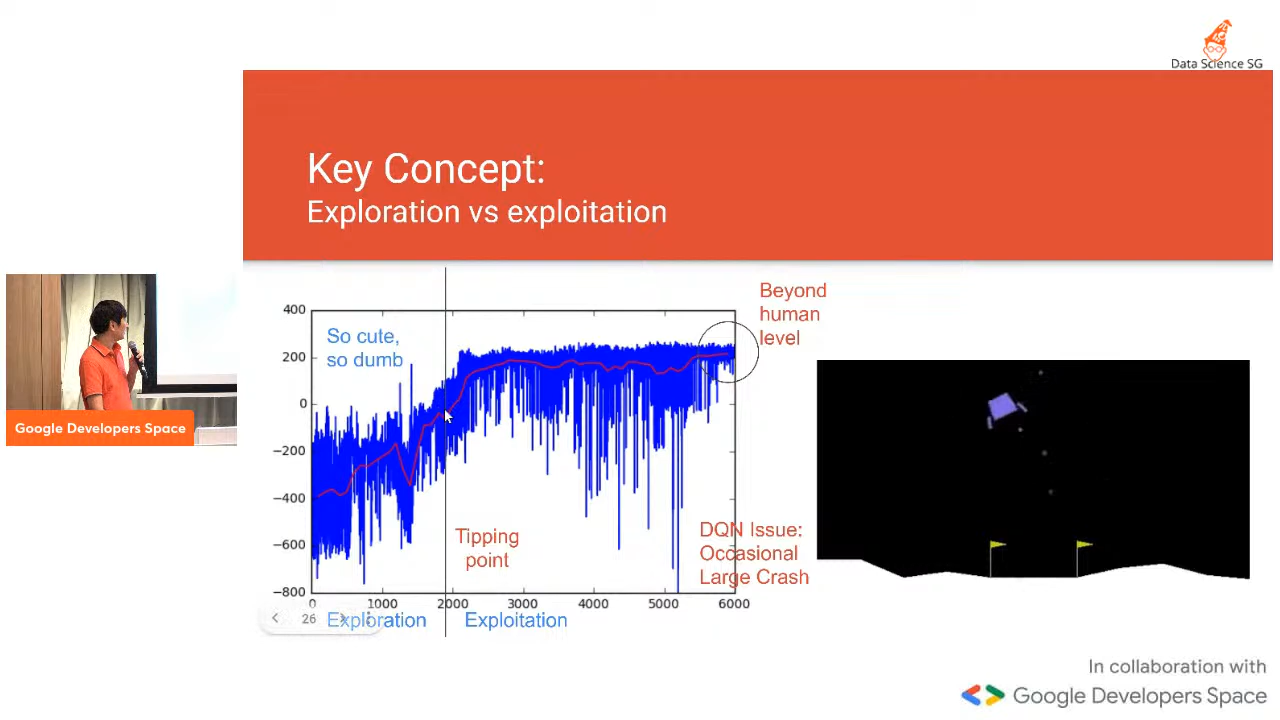 Data Science SG
Key Concept:
Exploration vs exploitation
Google Developers Space
400
200
0
−200
−400
−600
−800
0
1000
2000
3000
4000
5000
6000
So cute,
so dumb
Beyond
human
level
Tipping
point
DQN Issue:
Occasional
Large Crash
26
Exploration
Exploitation
In collaboration with
Google Developers Space